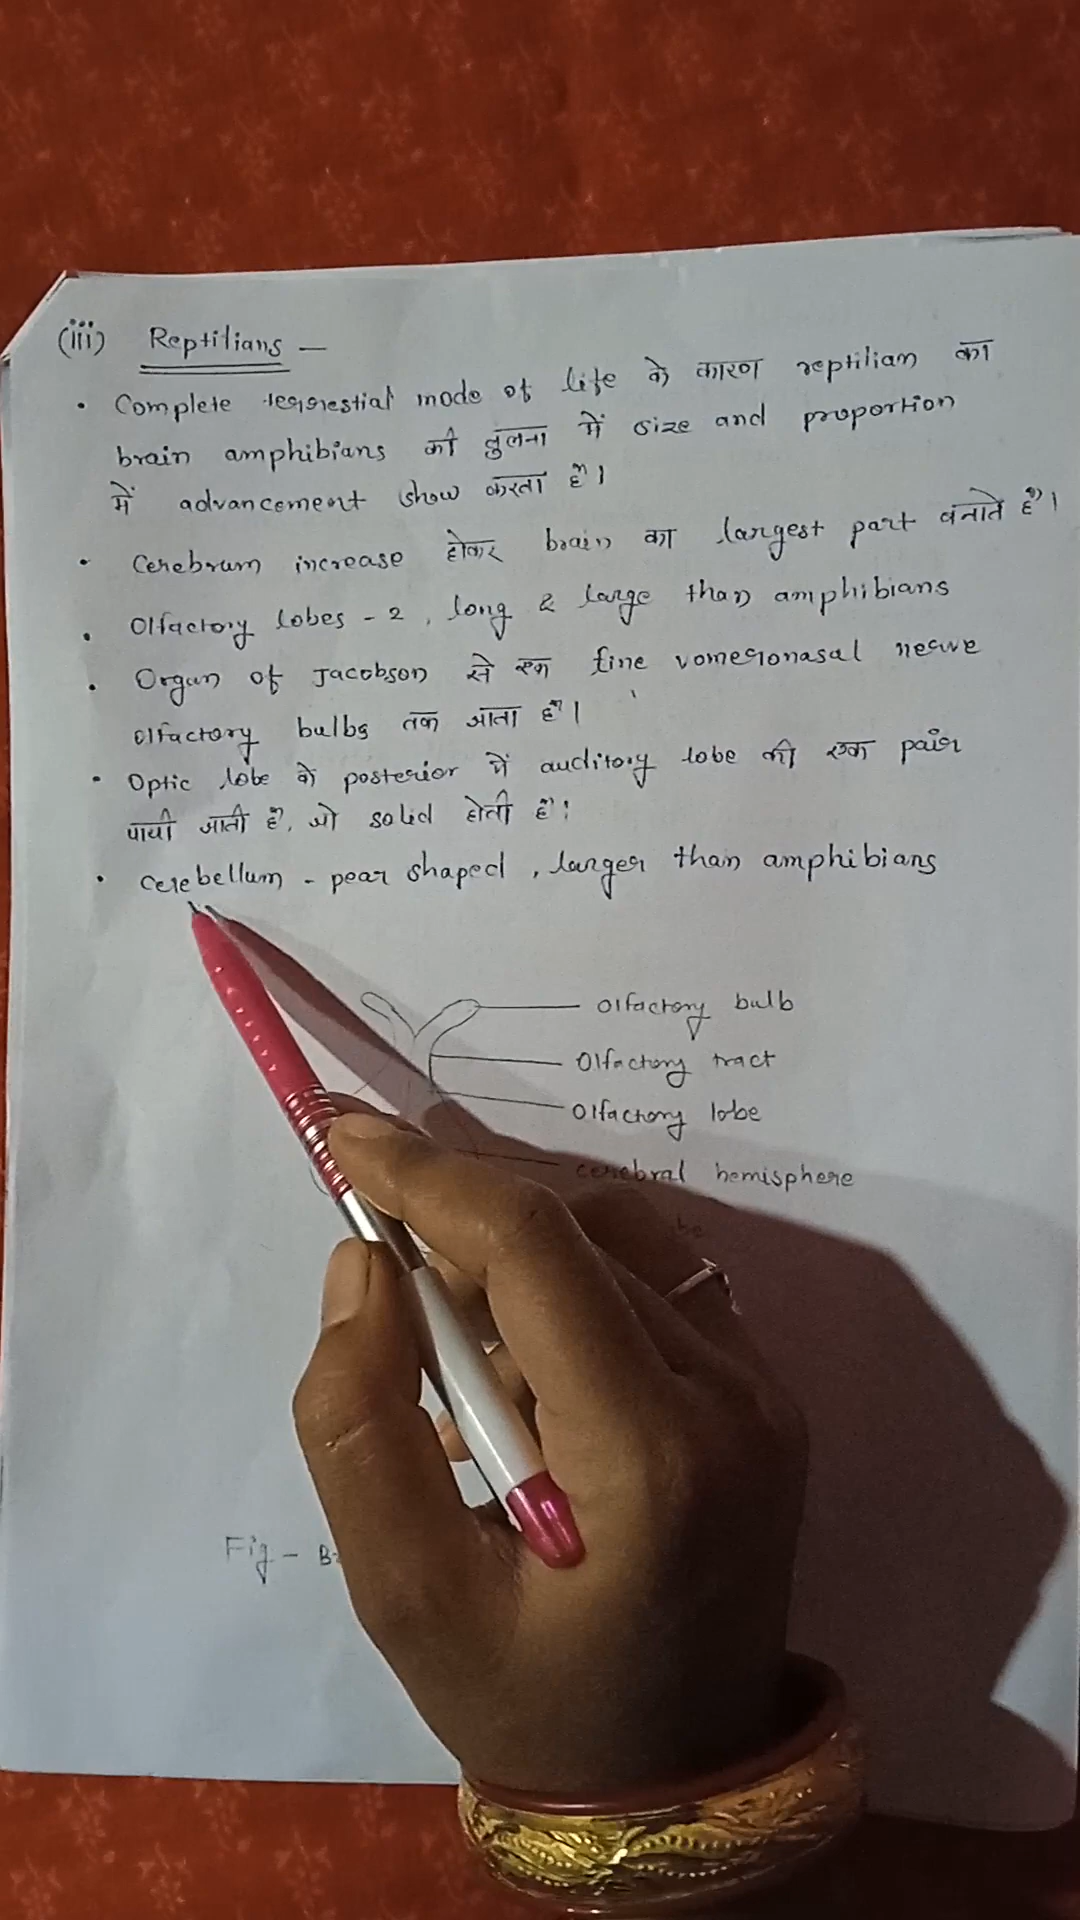 (iii) Reptilians –
• Complete terrestial mode of life के कारण reptilian का
brain amphibians की तुलना में size and proportion
में advancement show करता है।
• Cerebrum increase होकर brain का largest part बनाते है।
• Olfactory lobes - 2, long & large than amphibians
• Organ of Jacobson से एक fine vomeronasal nerve
olfactory bulbs तक आता है।
• Optic lobe के posterior में auditory lobe की एक pair
पायी जाती है, जो solid होती है।
• Cerebellum - pear shaped, larger than amphibians
Olfactory bulb
Olfactory tract
Olfactory lobe
cerebral hemisphere
Fig –